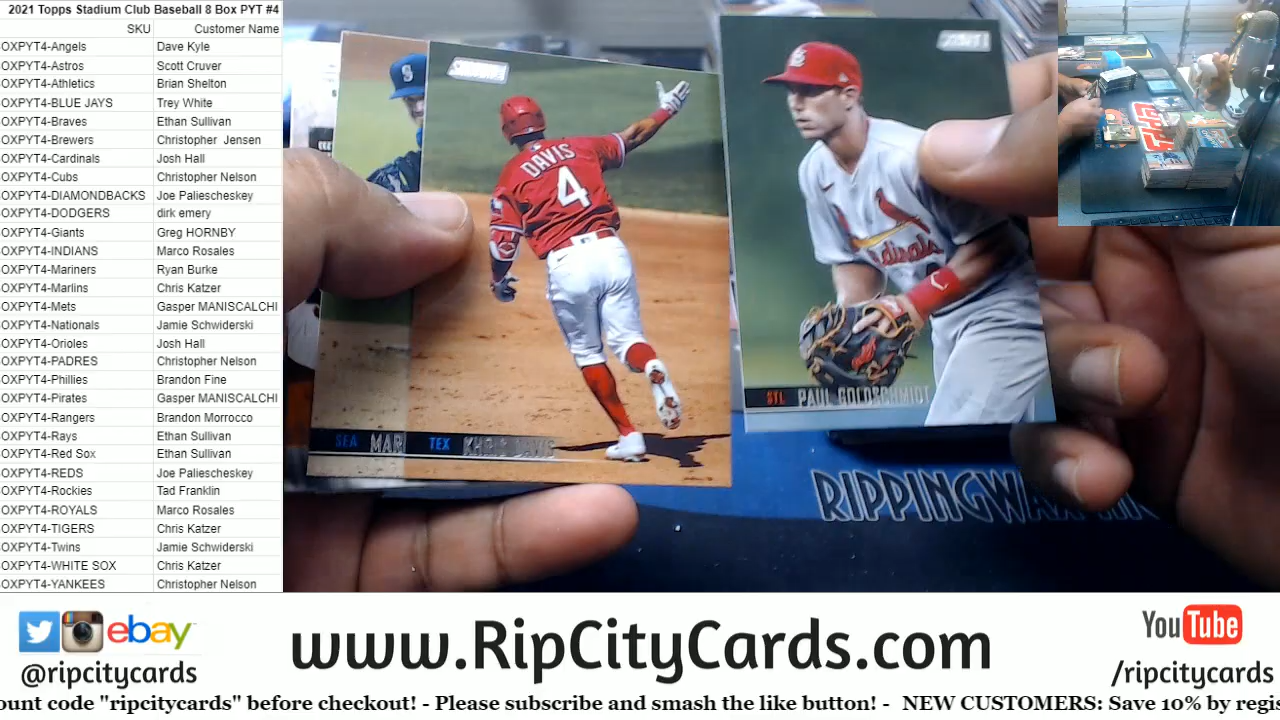 2021 Topps Stadium Club Baseball 8 Box PYT #4
SKU Customer Name
OXPYT4-Angels Dave Kyle
OXPYT4-Astros Scott Cruver
OXPYT4-Athletics Brian Shelton
OXPYT4-BLUE JAYS Trey White
OXPYT4-Braves Ethan Sullivan
OXPYT4-Brewers Christopher Jensen
OXPYT4-Cardinals Josh Hall
OXPYT4-Cubs Christopher Nelson
OXPYT4-DIAMONDBACKS Joe Paliescheskey
OXPYT4-DODGERS dirk emery
OXPYT4-Giants Greg HORNBY
OXPYT4-INDIANS Marco Rosales
OXPYT4-Mariners Ryan Burke
OXPYT4-Marlins Chris Katzer
OXPYT4-Mets Gasper MANISCALCHI
OXPYT4-Nationals Jamie Schwiderski
OXPYT4-Orioles Josh Hall
OXPYT4-PADRES Christopher Nelson
OXPYT4-Phillies Brandon Fine
OXPYT4-Pirates Gasper MANISCALCHI
OXPYT4-Rangers Brandon Morrocco
OXPYT4-Rays Ethan Sullivan
OXPYT4-Red Sox Ethan Sullivan
OXPYT4-REDS Joe Paliescheskey
OXPYT4-Rockies Tad Franklin
OXPYT4-ROYALS Marco Rosales
OXPYT4-TIGERS Chris Katzer
OXPYT4-Twins Jamie Schwiderski
OXPYT4-WHITE SOX Chris Katzer
OXPYT4-YANKEES Christopher Nelson
S
DAVIS
4
SEA MAR
TEX KHRIS DAVIS
Cardinals
STL PAUL GOLDSCHMIDT
ebay
@ripcitycards
www.RipCityCards.com
YouTube
/ripcitycards
ount code "ripcitycards" before checkout! - Please subscribe and smash the like button! - NEW CUSTOMERS: Save 10% by regis